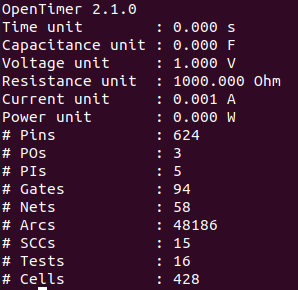 OpenTimer 2.1.0
Time unit        : 0.000 s
Capacitance unit : 0.000 F
Voltage unit     : 1.000 V
Resistance unit  : 1000.000 Ohm
Current unit     : 0.001 A
Power unit       : 0.000 W
# Pins           : 624
# POs            : 3
# PIs            : 5
# Gates          : 94
# Nets           : 58
# Arcs           : 48186
# SCCs           : 15
# Tests          : 16
# Cells          : 428